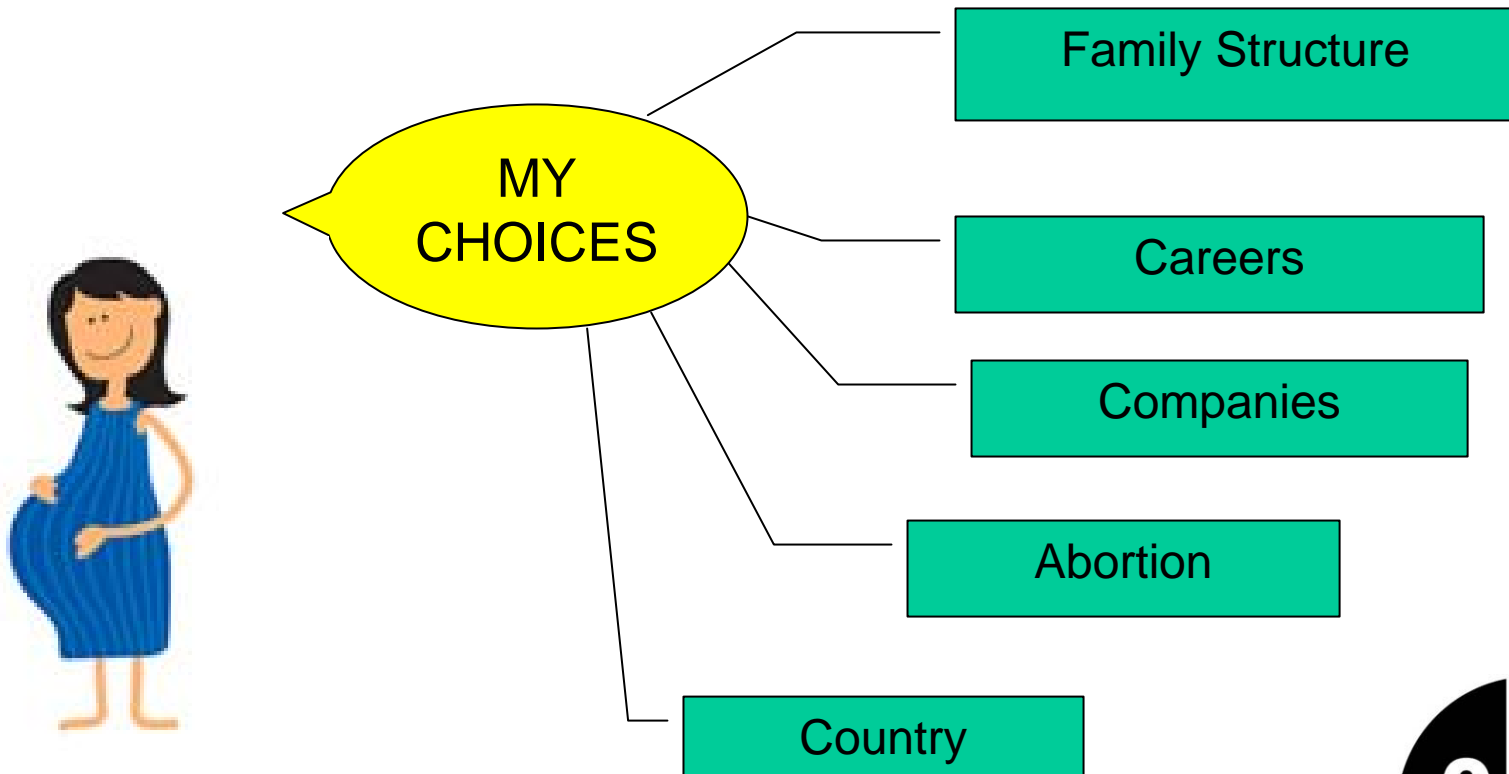 Family Structure
MY
CHOICES
Careers
Companies
Abortion
Country